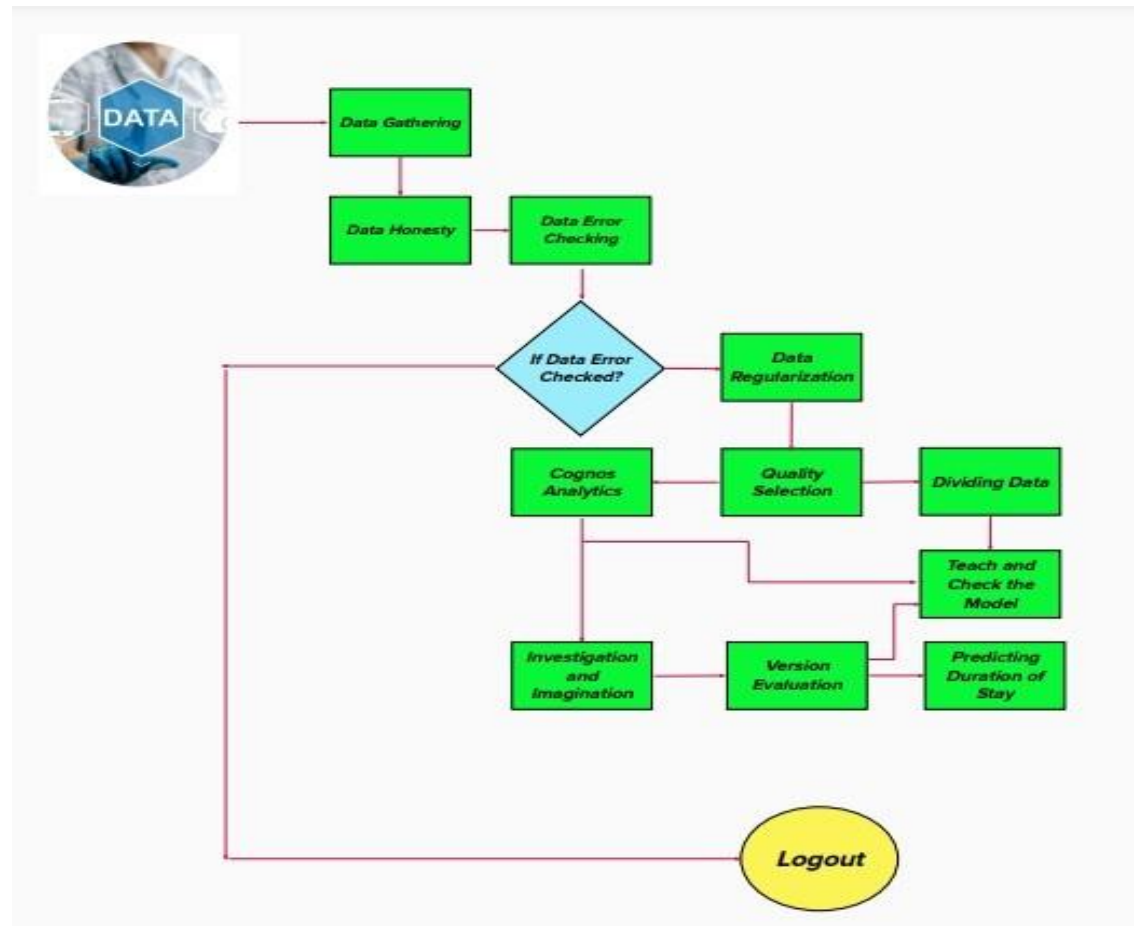 DATA
Data Gathering
Data Honesty
Data Error
Checking
If Data Error
Checked?
Data
Regularization
Cognos
Analytics
Quality
Selection
Dividing Data
Teach and
Check the
Model
Investigation
and
Imagination
Version
Evaluation
Predicting
Duration of
Stay
Logout